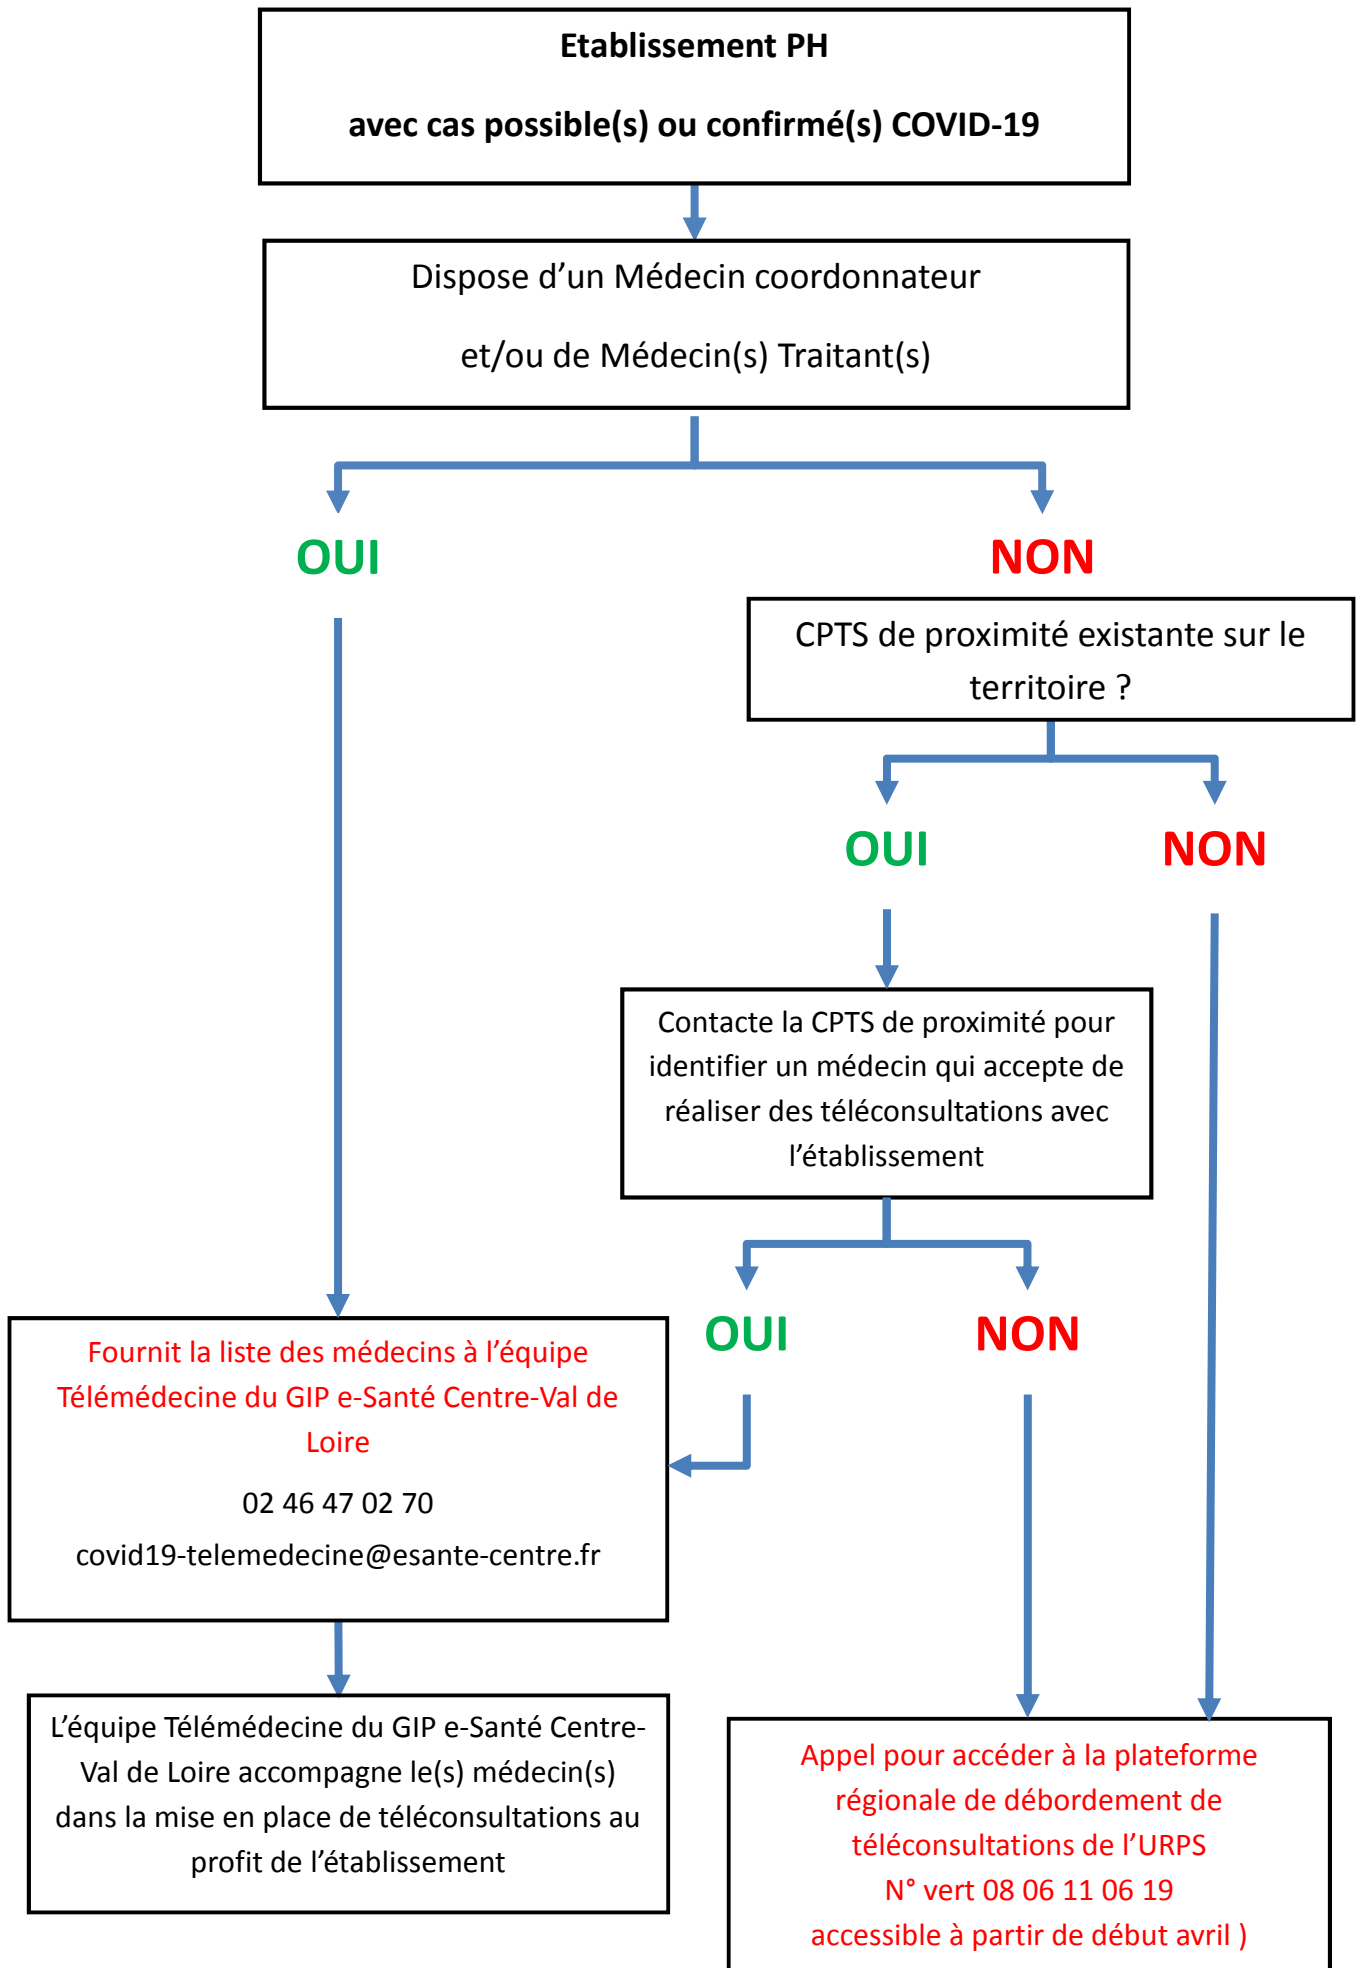 Etablissement PH
avec cas possible(s) ou confirmé(s) COVID-19
Dispose d’un Médecin coordonnateur
et/ou de Médecin(s) Traitant(s)
OUI
NON
CPTS de proximité existante sur le
territoire ?
OUI
NON
Contacte la CPTS de proximité pour
identifier un médecin qui accepte de
réaliser des téléconsultations avec
l’établissement
OUI
NON
Fournit la liste des médecins à l’équipe
Télémédecine du GIP e-Santé Centre-Val de
Loire
02 46 47 02 70
covid19-telemedecine@esante-centre.fr
L’équipe Télémédecine du GIP e-Santé Centre-
Val de Loire accompagne le(s) médecin(s)
dans la mise en place de téléconsultations au
profit de l’établissement
Appel pour accéder à la plateforme
régionale de débordement de
téléconsultations de l’URPS
N° vert 08 06 11 06 19
accessible à partir de début avril )